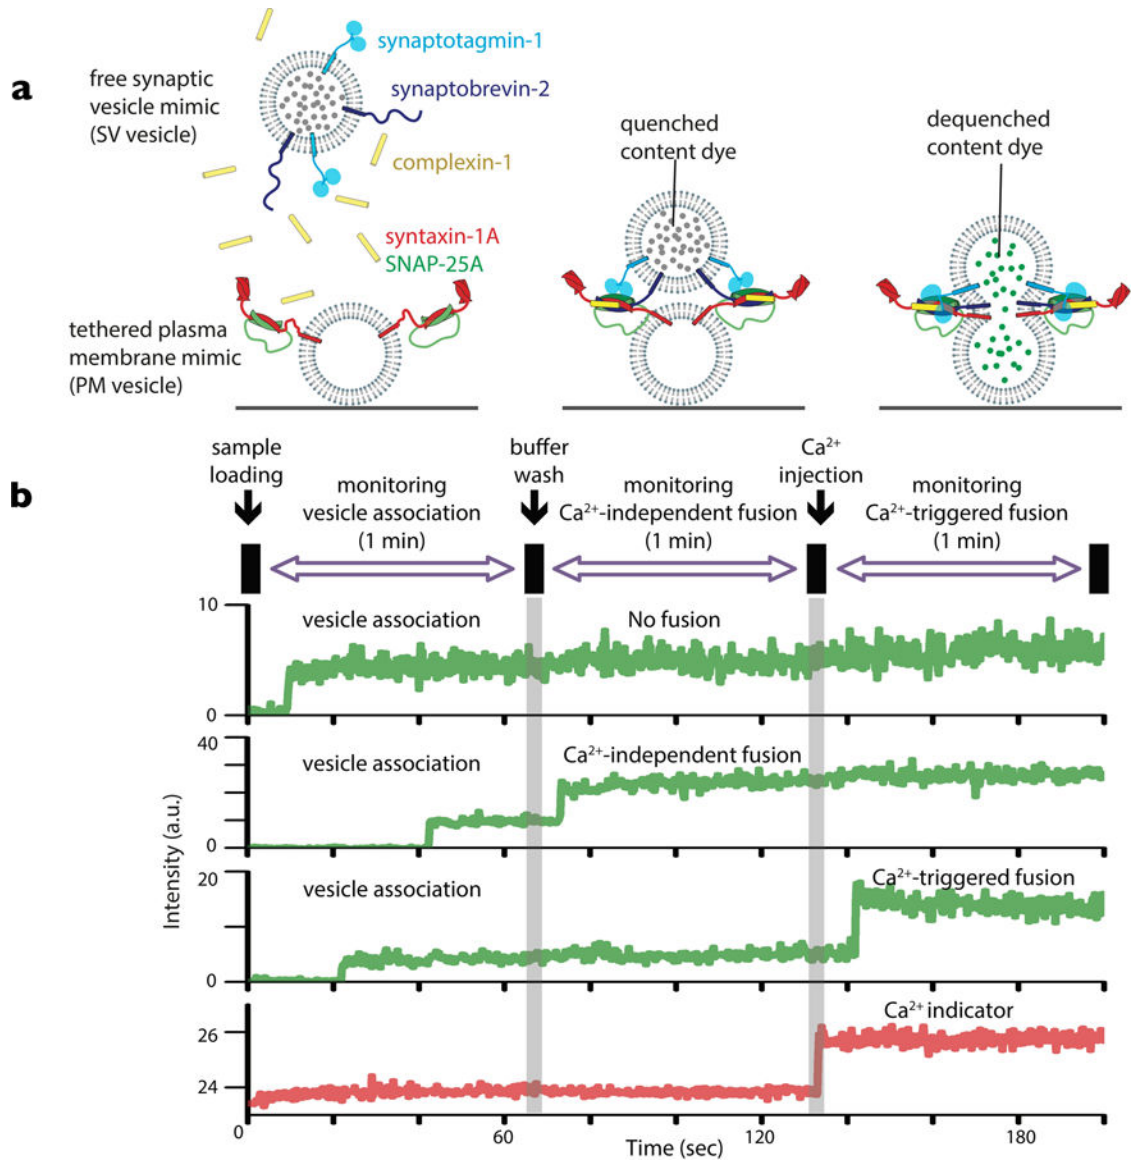 a
free synaptic
vesicle mimic
(SV vesicle)
synaptotagmin-1
synaptobrevin-2
complexin-1
syntaxin-1A
SNAP-25A
tethered plasma
membrane mimic
(PM vesicle)
quenched
content dye
dequenched
content dye
b
sample
loading
buffer
wash
Ca²⁺
injection
monitoring
vesicle association
(1 min)
monitoring
Ca²⁺-independent fusion
(1 min)
monitoring
Ca²⁺-triggered fusion
(1 min)
10
vesicle association
No fusion
0
40
vesicle association
Ca²⁺-independent fusion
0
20
vesicle association
Ca²⁺-triggered fusion
0
Intensity (a.u.)
26
Ca²⁺ indicator
24
0
60
120
180
Time (sec)